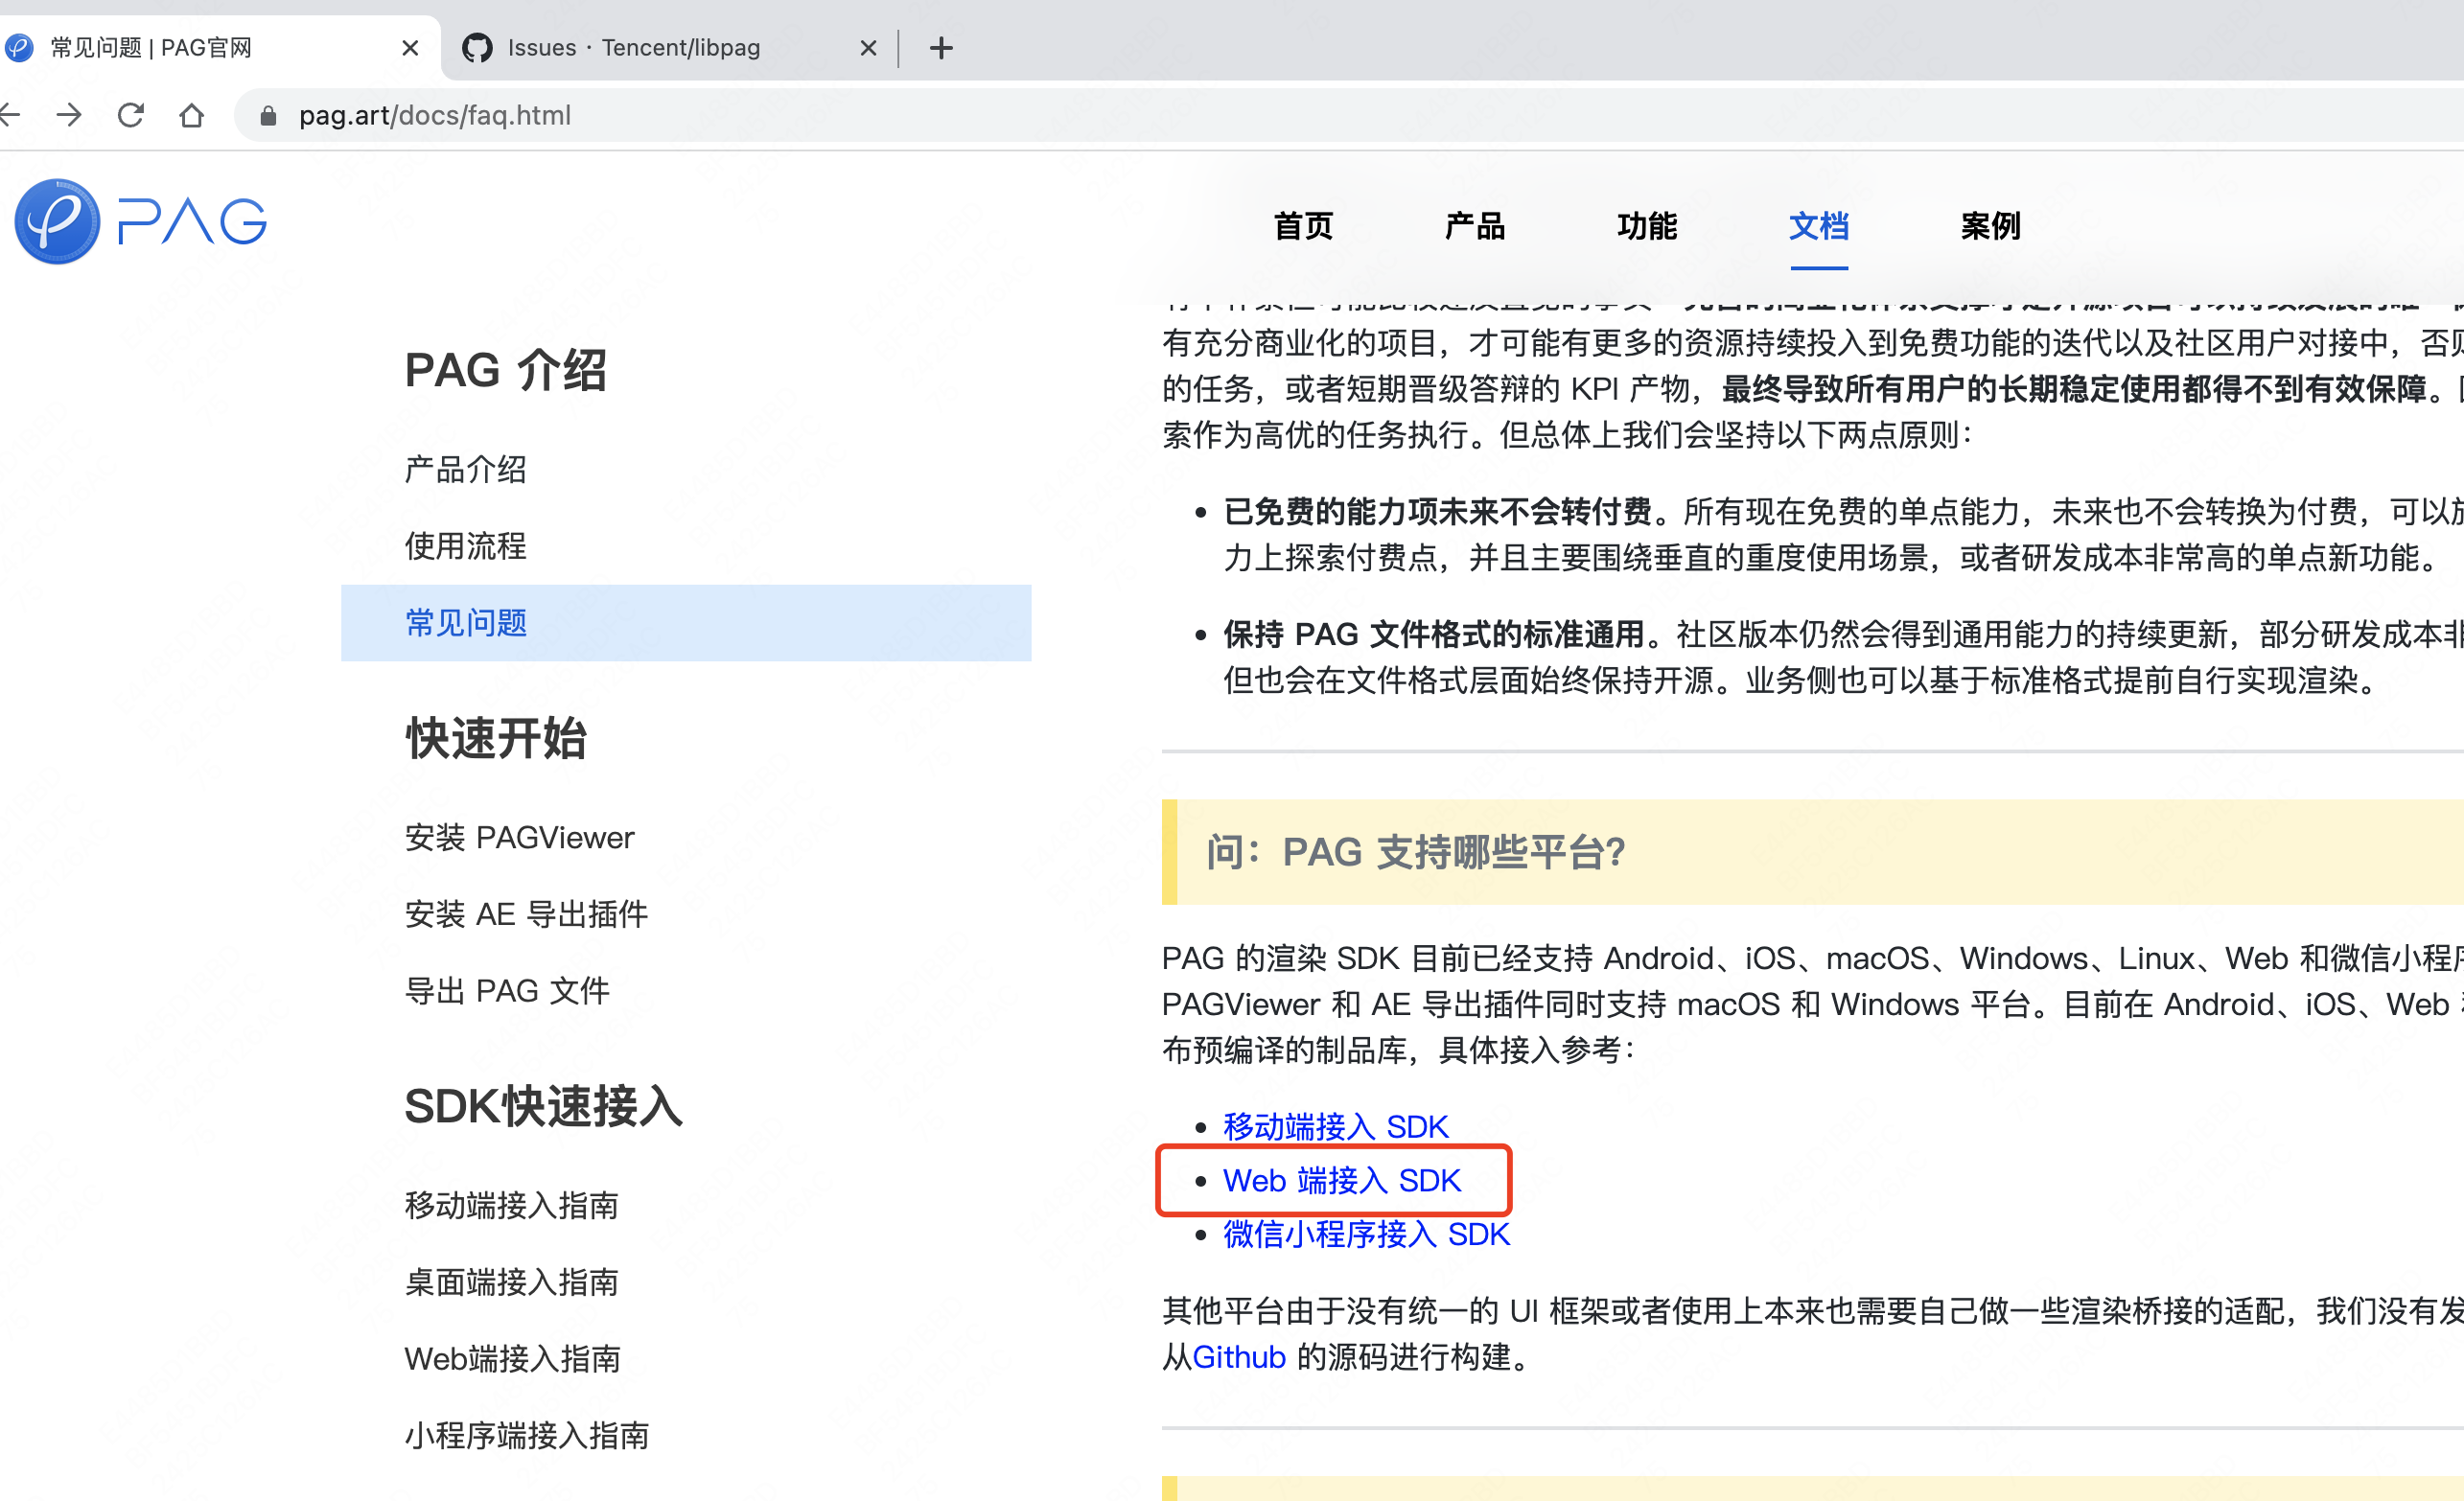 常见问题 | PAG官网
Issues · Tencent/libpag
pag.art/docs/faq.html
PAG
首页
产品
功能
文档
案例
PAG 介绍
产品介绍
使用流程
常见问题
快速开始
安装 PAGViewer
安装 AE 导出插件
导出 PAG 文件
SDK快速接入
移动端接入指南
桌面端接入指南
Web端接入指南
小程序端接入指南
有充分商业化的项目，才可能有更多的资源持续投入到免费功能的迭代以及社区用户对接中，否
的任务，或者短期晋级答辩的 KPI 产物，最终导致所有用户的长期稳定使用都得不到有效保障。
索作为高优的任务执行。但总体上我们会坚持以下两点原则：
• 已免费的能力项未来不会转付费。所有现在免费的单点能力，未来也不会转换为付费，可以
力上探索付费点，并且主要围绕垂直的重度使用场景，或者研发成本非常高的单点新功能。
• 保持 PAG 文件格式的标准通用。社区版本仍然会得到通用能力的持续更新，部分研发成本
但也会在文件格式层面始终保持开源。业务侧也可以基于标准格式提前自行实现渲染。
问：PAG 支持哪些平台?
PAG 的渲染 SDK 目前已经支持 Android、iOS、macOS、Windows、Linux、Web 和微信小程
PAGViewer 和 AE 导出插件同时支持 macOS 和 Windows 平台。目前在 Android、iOS、Web
布预编译的制品库，具体接入参考：
• 移动端接入 SDK
• Web 端接入 SDK
• 微信小程序接入 SDK
其他平台由于没有统一的 UI 框架或者使用上本来也需要自己做一些渲染桥接的适配，我们没有发
从Github 的源码进行构建。